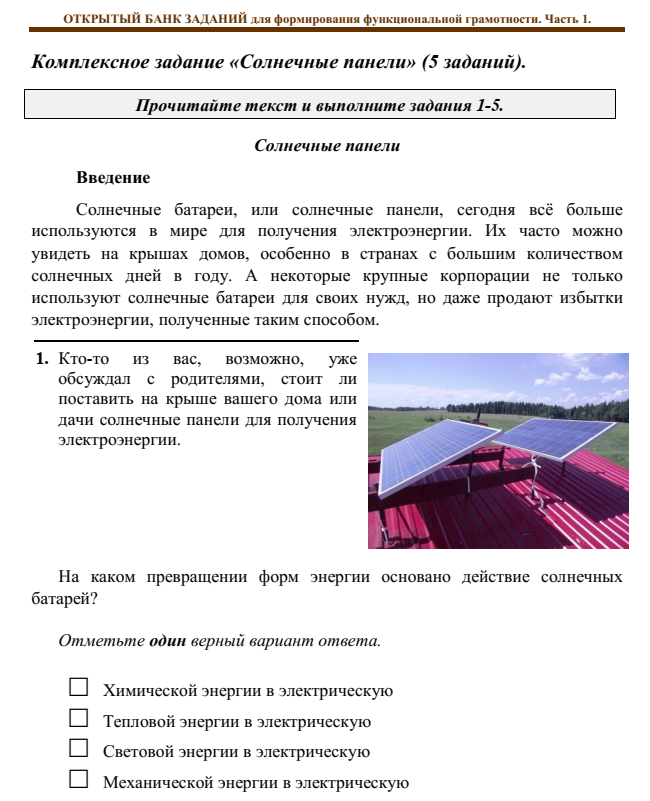 ОТКРЫТЫЙ БАНК ЗАДАНИЙ для формирования функциональной грамотности. Часть 1.
Комплексное задание «Солнечные панели» (5 заданий).
Прочитайте текст и выполните задания 1-5.
Солнечные панели
Введение
Солнечные батареи, или солнечные панели, сегодня всё больше
используются в мире для получения электроэнергии. Их часто можно
увидеть на крышах домов, особенно в странах с большим количеством
солнечных дней в году. А некоторые крупные корпорации не только
используют солнечные батареи для своих нужд, но даже продают избытки
электроэнергии, полученные таким способом.
1. Кто-то из вас, возможно, уже
обсуждал с родителями, стоит ли
поставить на крыше вашего дома или
дачи солнечные панели для получения
электроэнергии.
На каком превращении форм энергии основано действие солнечных
батарей?
Отметьте один верный вариант ответа.
Химической энергии в электрическую
Тепловой энергии в электрическую
Световой энергии в электрическую
Механической энергии в электрическую